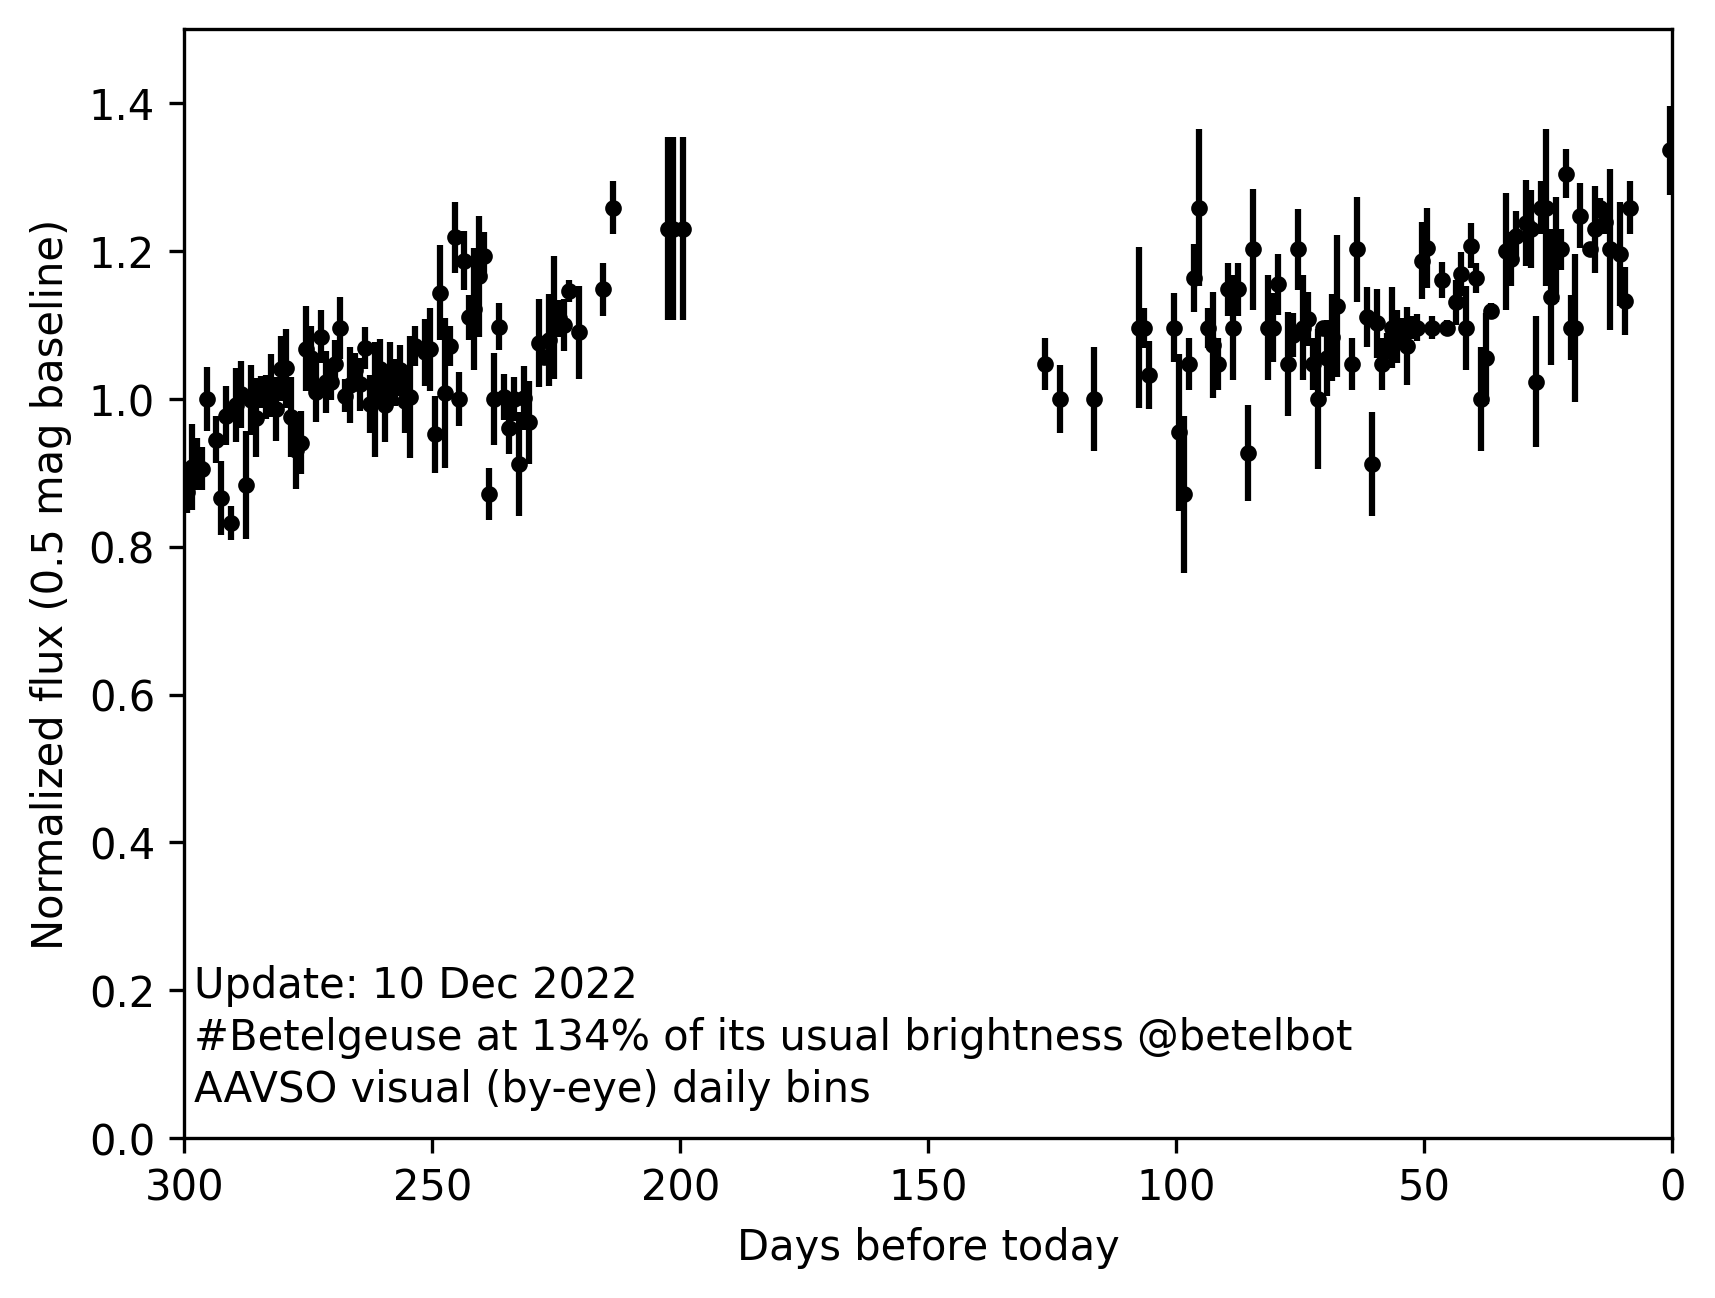 1.4
1.2
1.0
0.8
0.6
0.4
0.2
0.0
Normalized flux (0.5 mag baseline)
Update: 10 Dec 2022
#Betelgeuse at 134% of its usual brightness @betelbot
AAVSO visual (by-eye) daily bins
300 250 200 150 100 50 0
Days before today